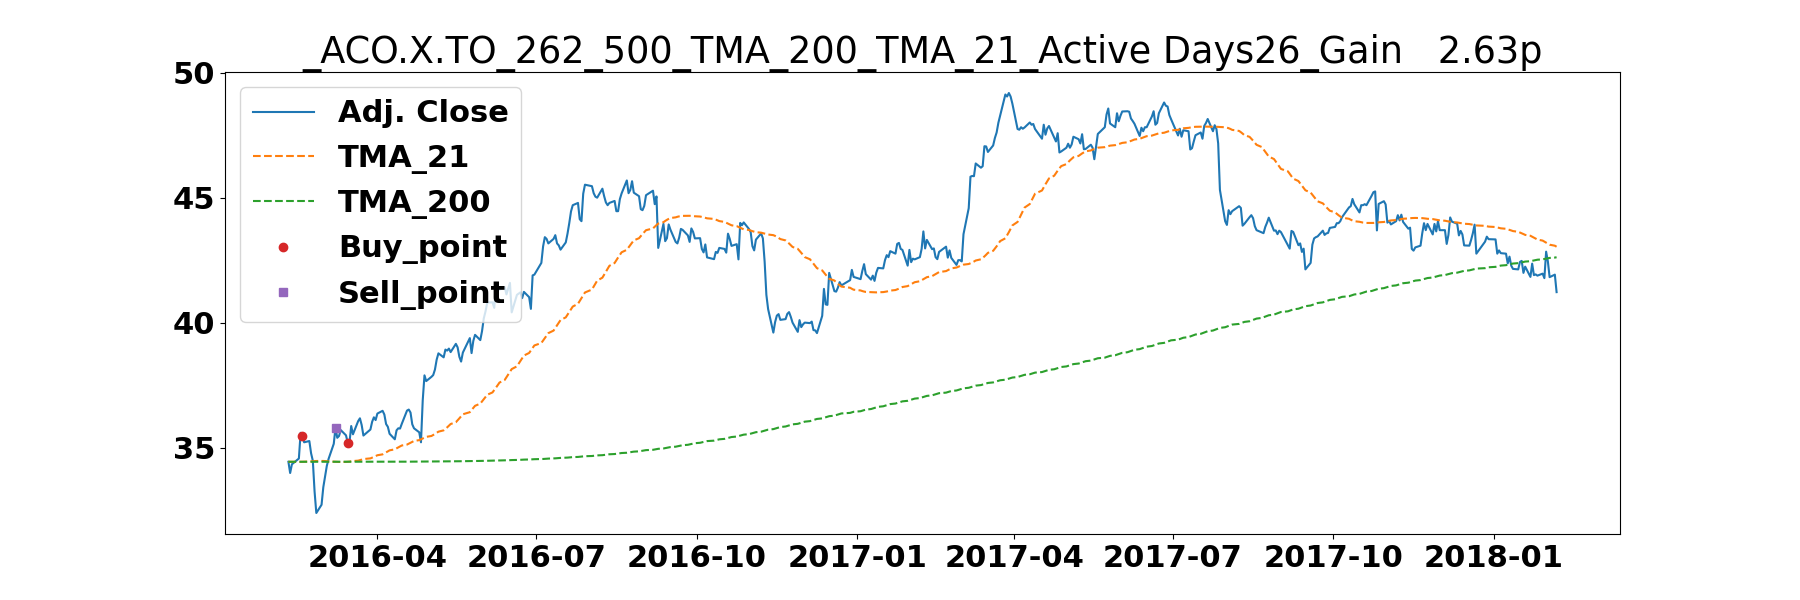 _ACO.X.TO_262_500_TMA_200_TMA_21_Active Days26_Gain   2.63p
50
45
40
35
Adj. Close
TMA_21
TMA_200
Buy_point
Sell_point
2016-04 2016-07 2016-10 2017-01 2017-04 2017-07 2017-10 2018-01